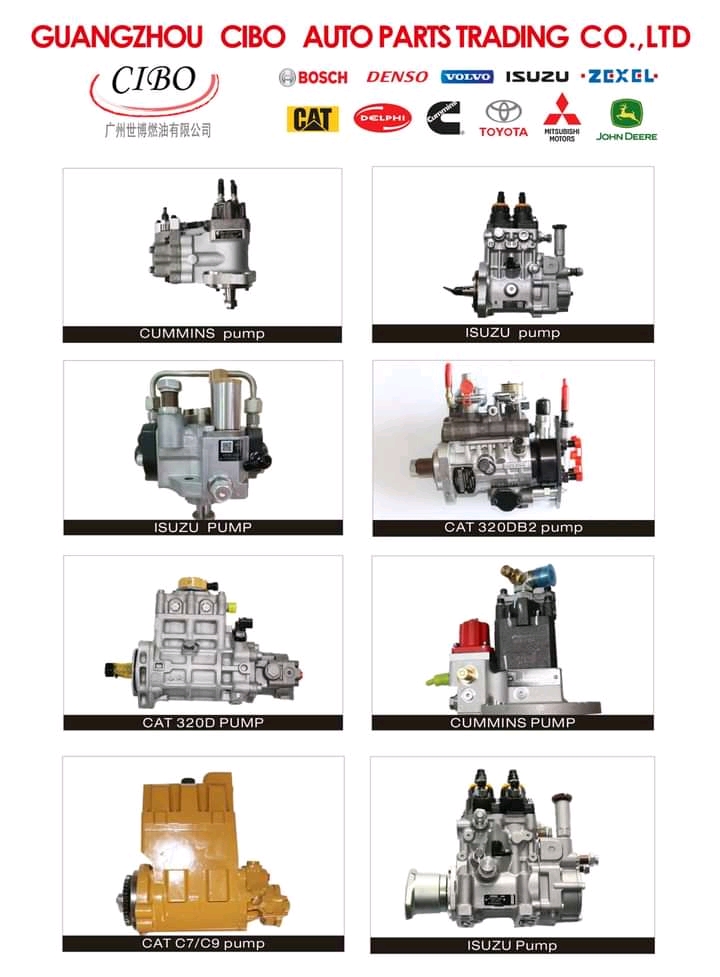 GUANGZHOU CIBO AUTO PARTS TRADING CO.,LTD
CIBO
广州世博燃油有限公司
BOSCH DENSO VOLVO ISUZU ZEXEL
CAT DELPHI Cummins TOYOTA MITSUBISHI MOTORS JOHN DEERE
CUMMINS pump
ISUZU pump
ISUZU PUMP
CAT 320DB2 pump
CAT 320D PUMP
CUMMINS PUMP
CAT C7/C9 pump
ISUZU Pump